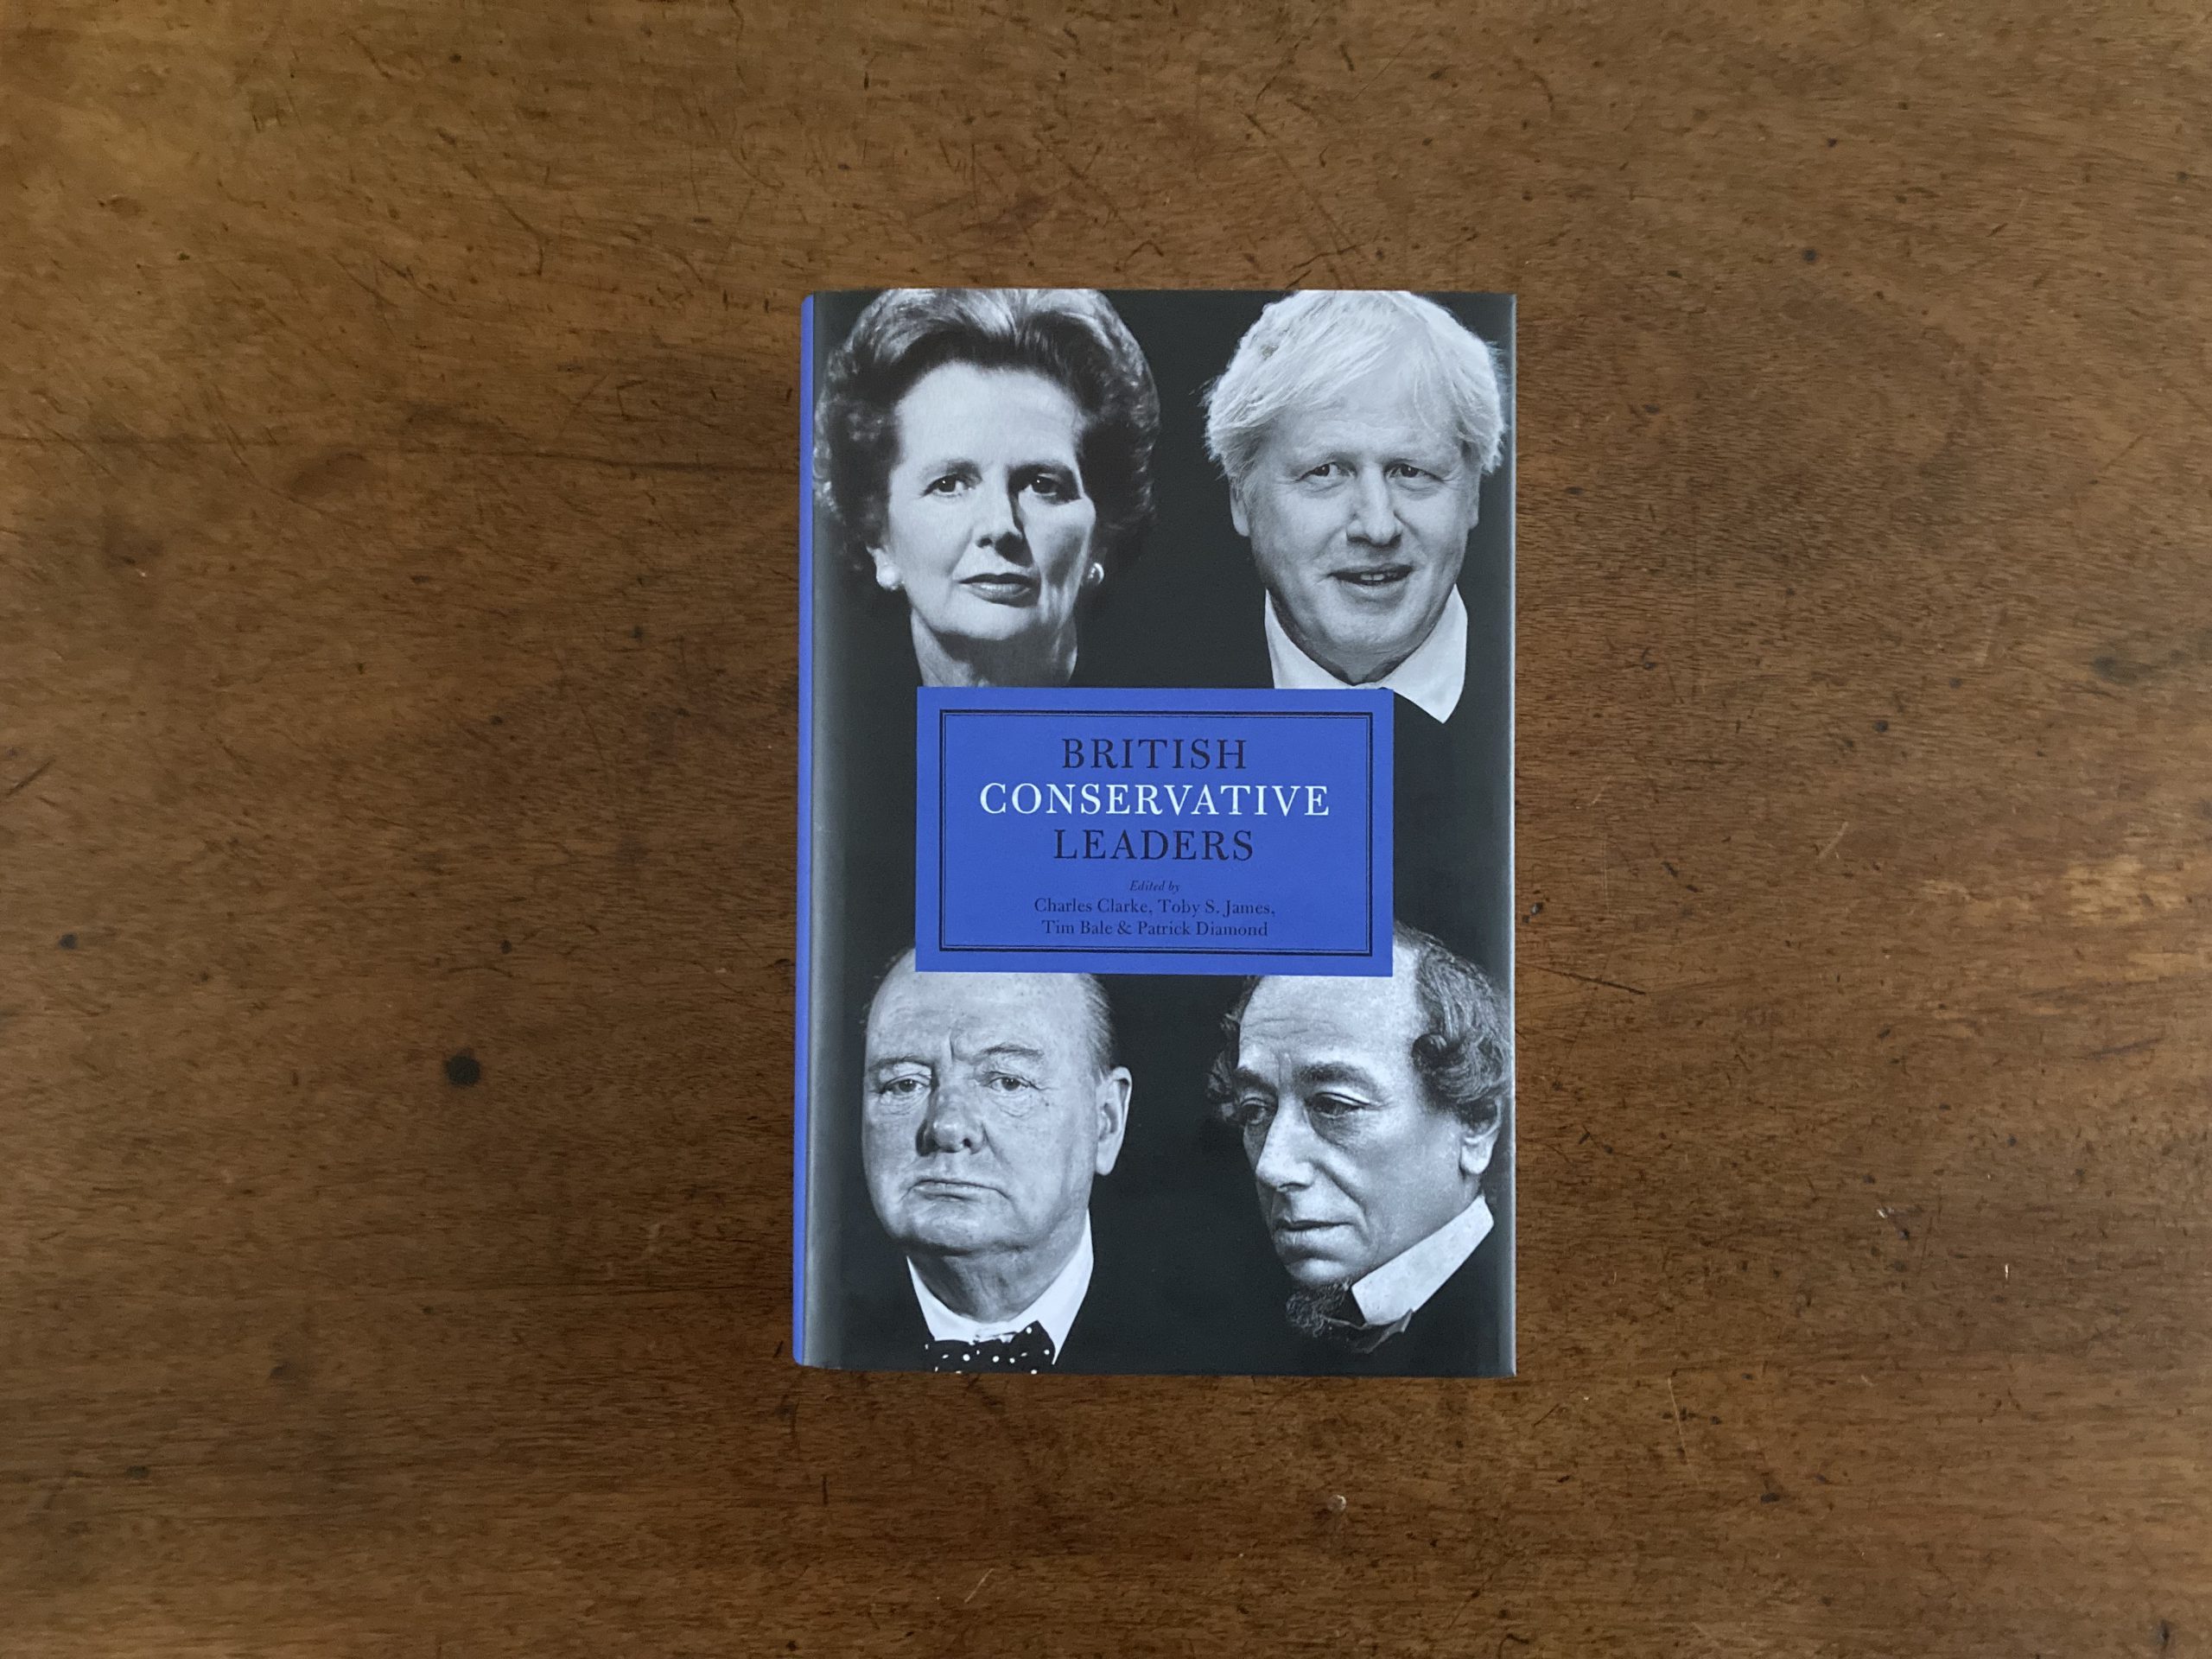 BRITISH
CONSERVATIVE
LEADERS
Edited by
Charles Clarke, Toby S. James,
Tim Bale & Patrick Diamond